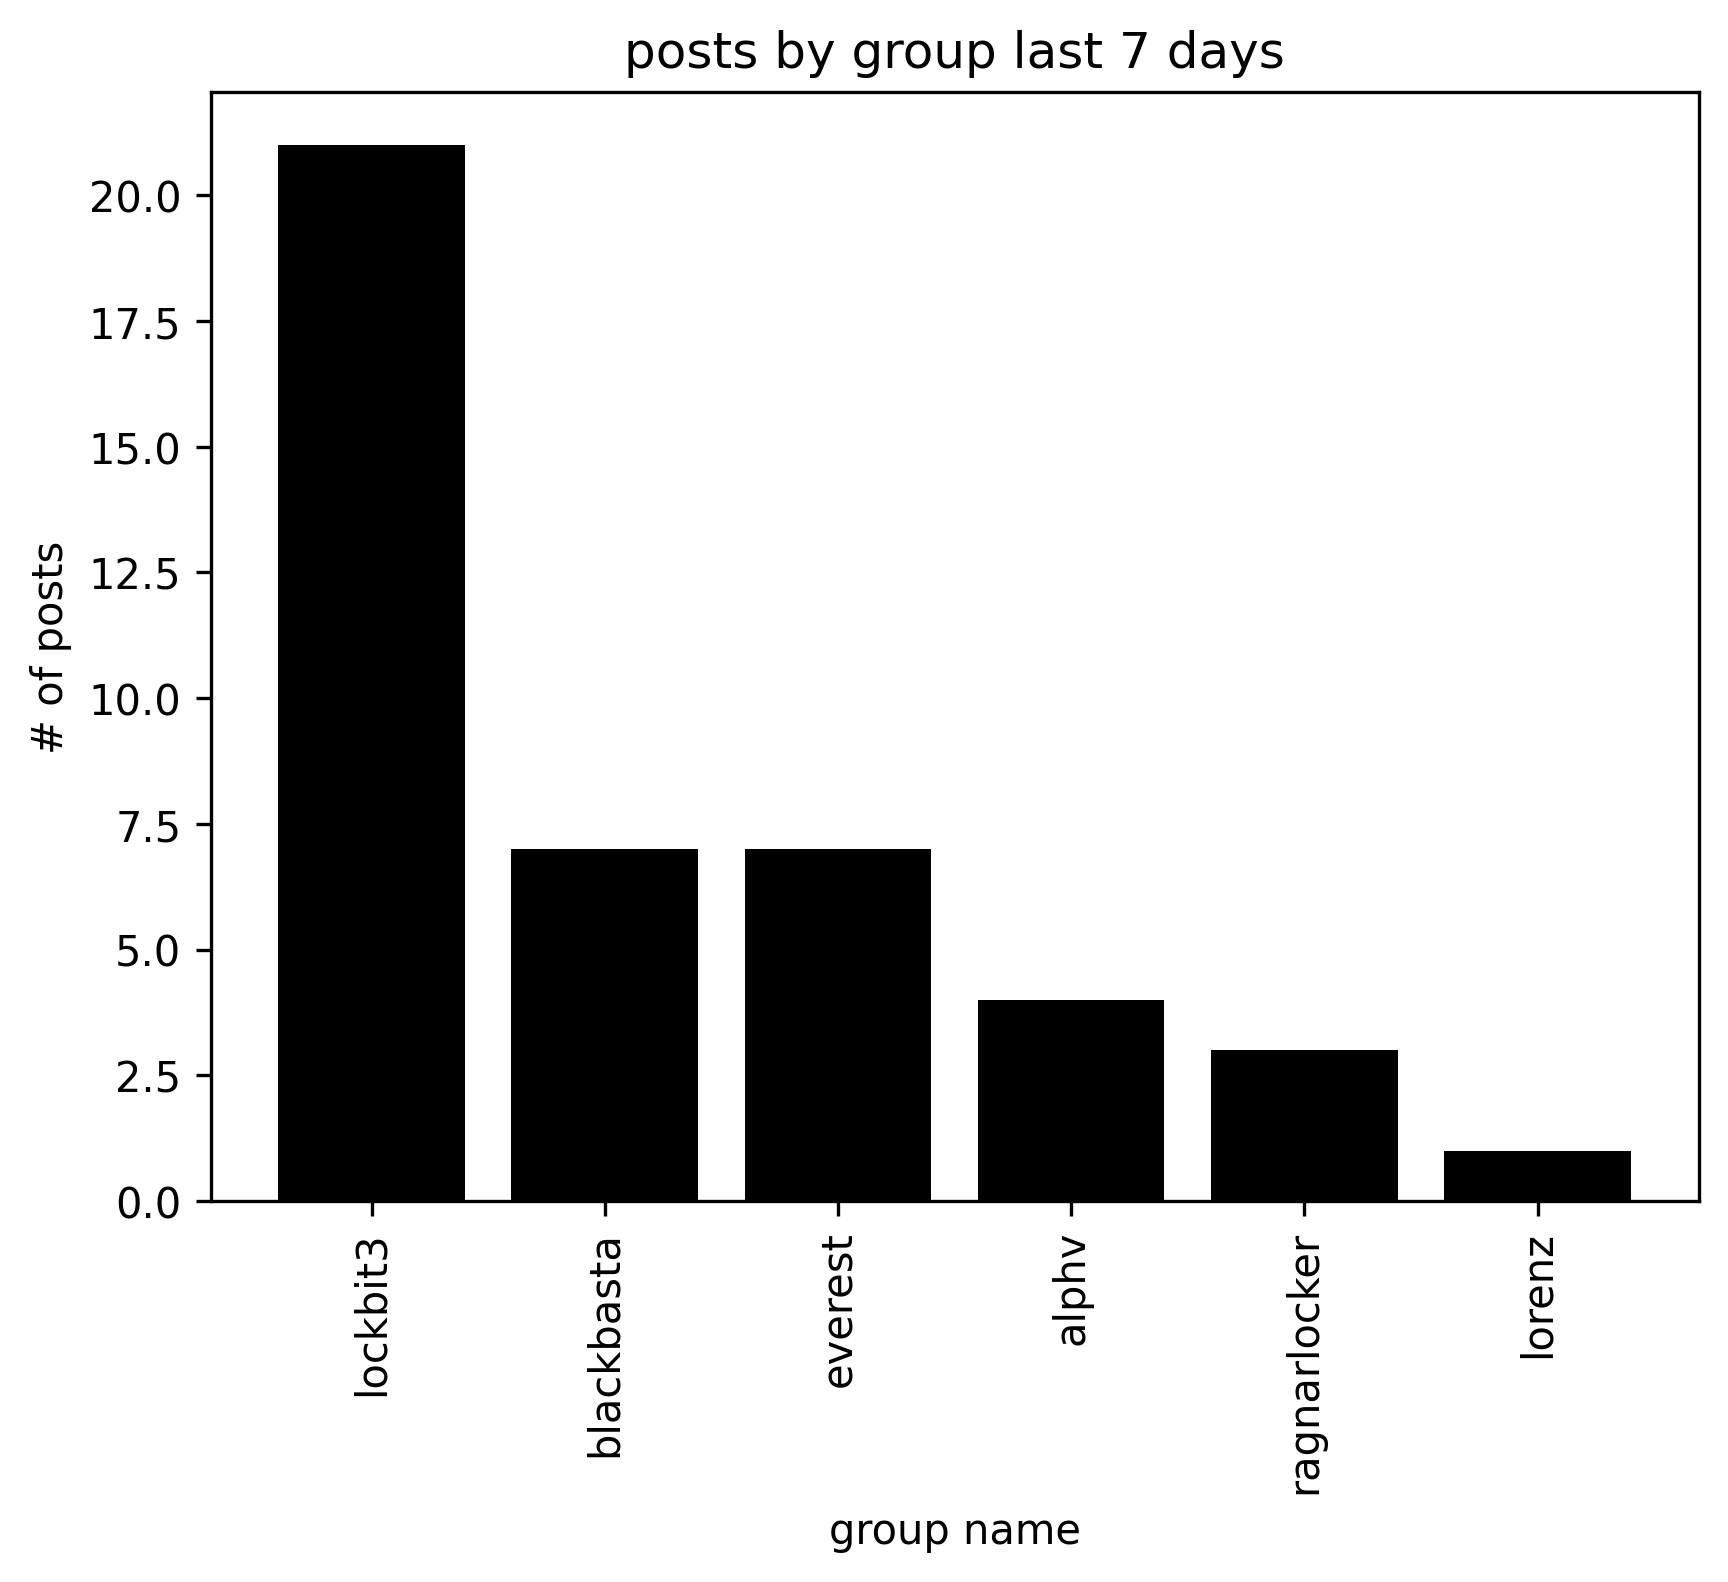 posts by group last 7 days
# of posts
20.0
17.5
15.0
12.5
10.0
7.5
5.0
2.5
0.0
lockbit3
blackbasta
everest
alphv
ragnarlocker
lorenz
group name